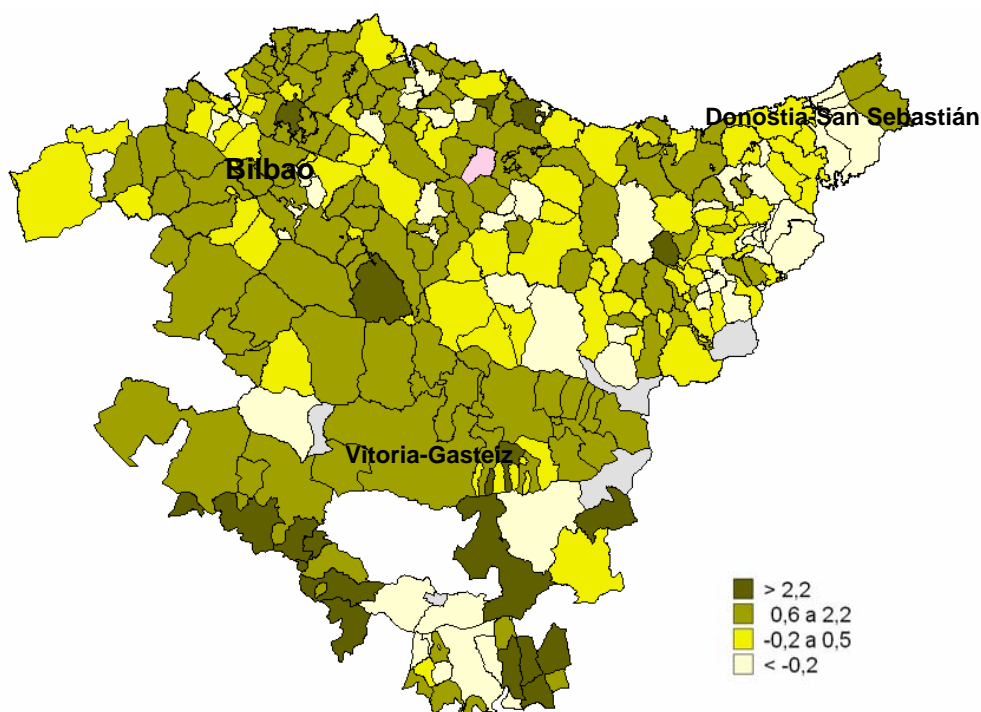 Donostia-San Sebastián
Bilbao
Vitoria-Gasteiz
> 2,2
0,6 a 2,2
-0,2 a 0,5
< -0,2